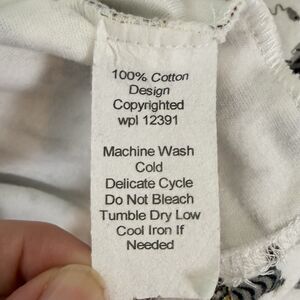 100% Cotton
Design
Copyrighted
wpl 12391
Machine Wash
Cold
Delicate Cycle
Do Not Bleach
Tumble Dry Low
Cool Iron If
Needed